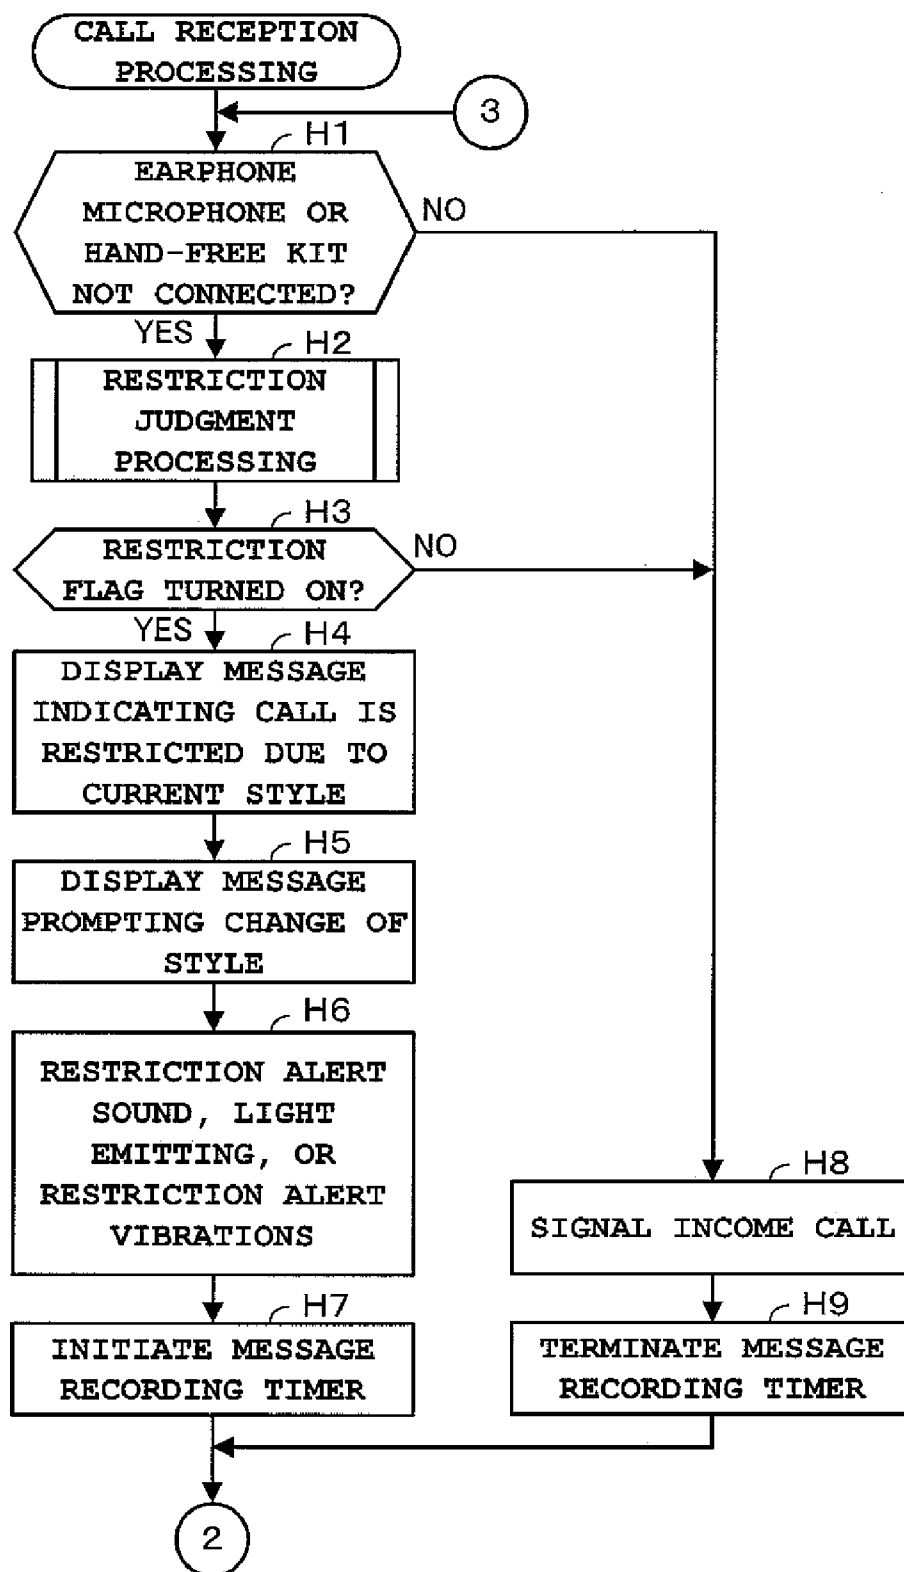 CALL RECEPTION
PROCESSING
3
H1
EARPHONE
MICROPHONE OR
HAND-FREE KIT
NOT CONNECTED?
NO
YES
H2
RESTRICTION
JUDGMENT
PROCESSING
H3
RESTRICTION
FLAG TURNED ON?
NO
YES
H4
DISPLAY MESSAGE
INDICATING CALL IS
RESTRICTED DUE TO
CURRENT STYLE
H5
DISPLAY MESSAGE
PROMPTING CHANGE OF
STYLE
H6
RESTRICTION ALERT
SOUND, LIGHT
EMITTING, OR
RESTRICTION ALERT
VIBRATIONS
H8
SIGNAL INCOME CALL
H7
INITIATE MESSAGE
RECORDING TIMER
H9
TERMINATE MESSAGE
RECORDING TIMER
2